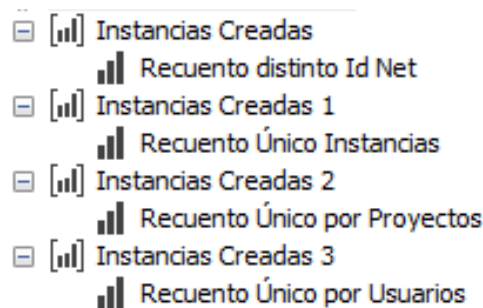 Instancias Creadas
Recuento distinto Id Net
Instancias Creadas 1
Recuento Único Instancias
Instancias Creadas 2
Recuento Único por Proyectos
Instancias Creadas 3
Recuento Único por Usuarios